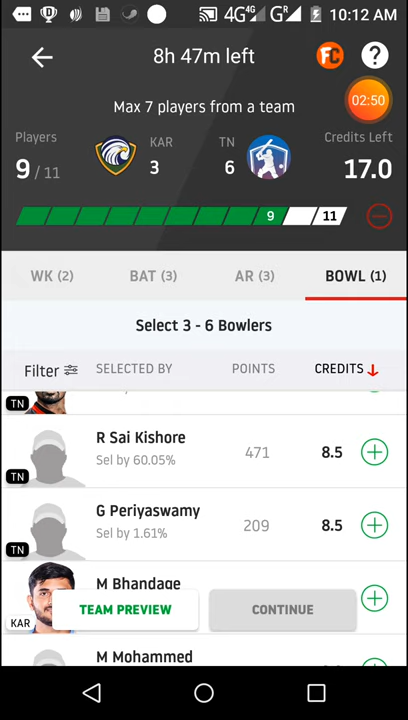 4G 4G G R 10:12 AM
8h 47m left FC ?
02:50
Max 7 players from a team
Players KAR TN Credits Left
9 / 11 3 6 17.0
9 11
WK (2) BAT (3) AR (3) BOWL (1)
Select 3 - 6 Bowlers
Filter SELECTED BY POINTS CREDITS
TN
R Sai Kishore
Sel by 60.05% 471 8.5
TN
G Periyaswamy
Sel by 1.61% 209 8.5
TN
M Bhandage
KAR TEAM PREVIEW CONTINUE
M Mohammed